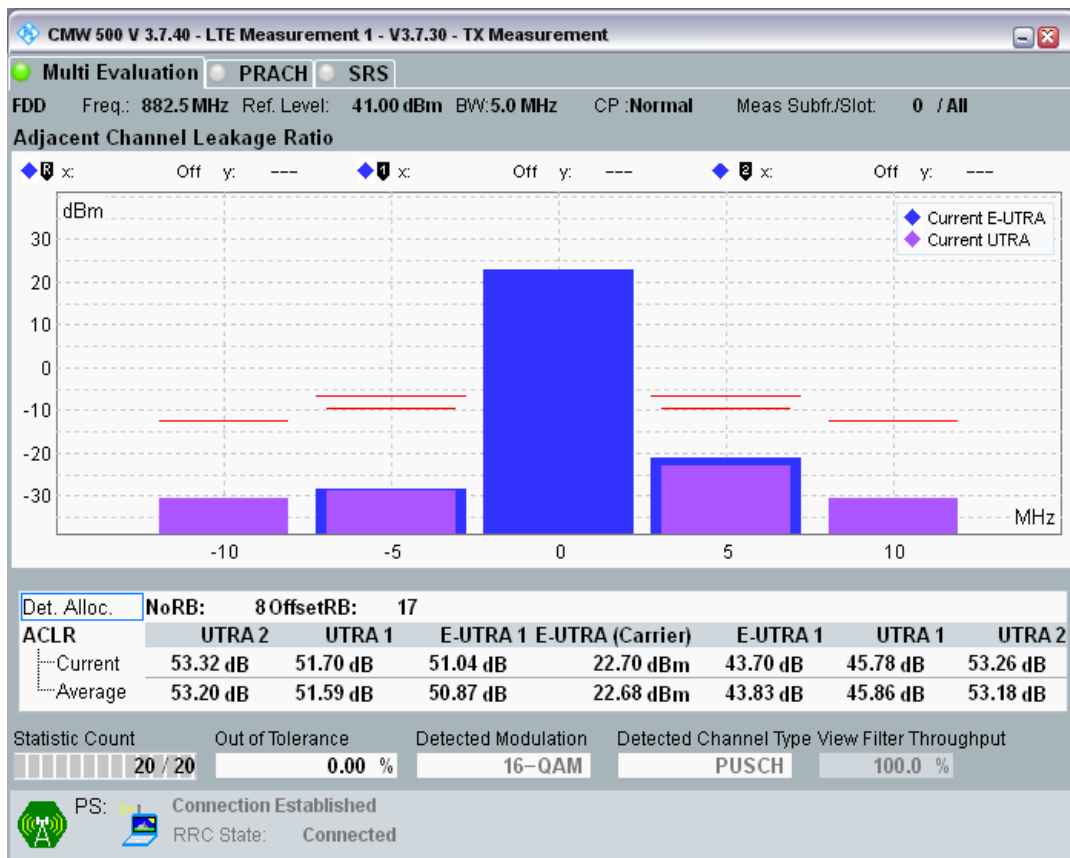 CMW 500 V 3.7.40 - LTE Measurement 1 - V3.7.30 - TX Measurement
Multi Evaluation PRACH SRS
FDD Freq.: 882.5 MHz Ref. Level: 41.00 dBm BW: 5.0 MHz CP :Normal Meas Subfr./Slot: 0 / All
Adjacent Channel Leakage Ratio
R x: Off y: --- 1 x: Off y: --- 2 x: Off y: ---
dBm
Current E-UTRA
Current UTRA
30
20
10
0
-10
-20
-30
MHz
-10 -5 0 5 10
Det. Alloc. NoRB: 8 OffsetRB: 17
ACLR UTRA 2 UTRA 1 E-UTRA 1 E-UTRA (Carrier) E-UTRA 1 UTRA 1 UTRA 2
Current 53.32 dB 51.70 dB 51.04 dB 22.70 dBm 43.70 dB 45.78 dB 53.26 dB
Average 53.20 dB 51.59 dB 50.87 dB 22.68 dBm 43.83 dB 45.86 dB 53.18 dB
Statistic Count Out of Tolerance Detected Modulation Detected Channel Type View Filter Throughput
20 / 20 0.00 % 16-QAM PUSCH 100.0 %
PS: Connection Established
RRC State: Connected